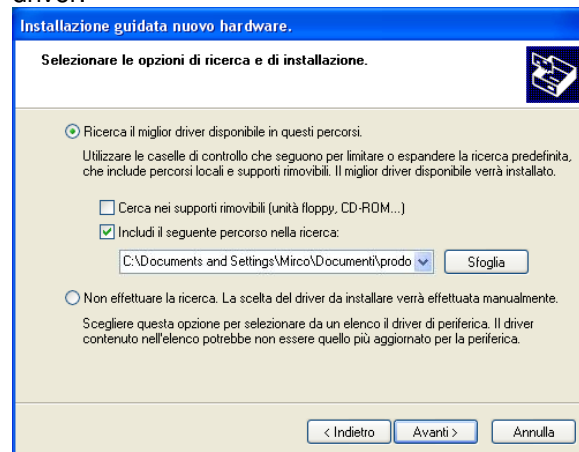 driver.
Installazione guidata nuovo hardware.
Selezionare le opzioni di ricerca e di installazione.
Ricerca il miglior driver disponibile in questi percorsi.
Utilizzare le caselle di controllo che seguono per limitare o espandere la ricerca predefinita,
che include percorsi locali e supporti rimovibili. Il miglior driver disponibile verrà installato.
Cerca nei supporti rimovibili (unità floppy, CD-ROM...)
Includi il seguente percorso nella ricerca:
C:\Documents and Settings\Mirco\Documenti\prodo
Sfoglia
Non effettuare la ricerca. La scelta del driver da installare verrà effettuata manualmente.
Scegliere questa opzione per selezionare da un elenco il driver di periferica. Il driver
contenuto nell'elenco potrebbe non essere quello più aggiornato per la periferica.
< Indietro Avanti > Annulla